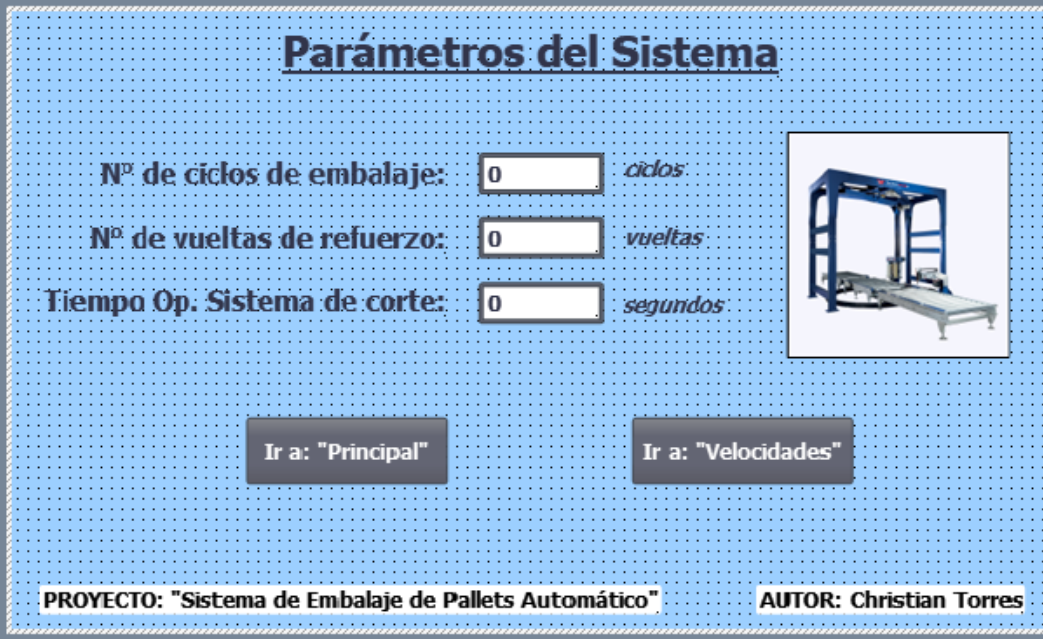 Parámetros del Sistema
Nº de ciclos de embalaje: 0 ciclos
Nº de vueltas de refuerzo: 0 vueltas
Tiempo Op. Sistema de corte: 0 segundos
Ir a: "Principal" Ir a: "Velocidades"
PROYECTO: "Sistema de Embalaje de Pallets Automático" AUTOR: Christian Torres